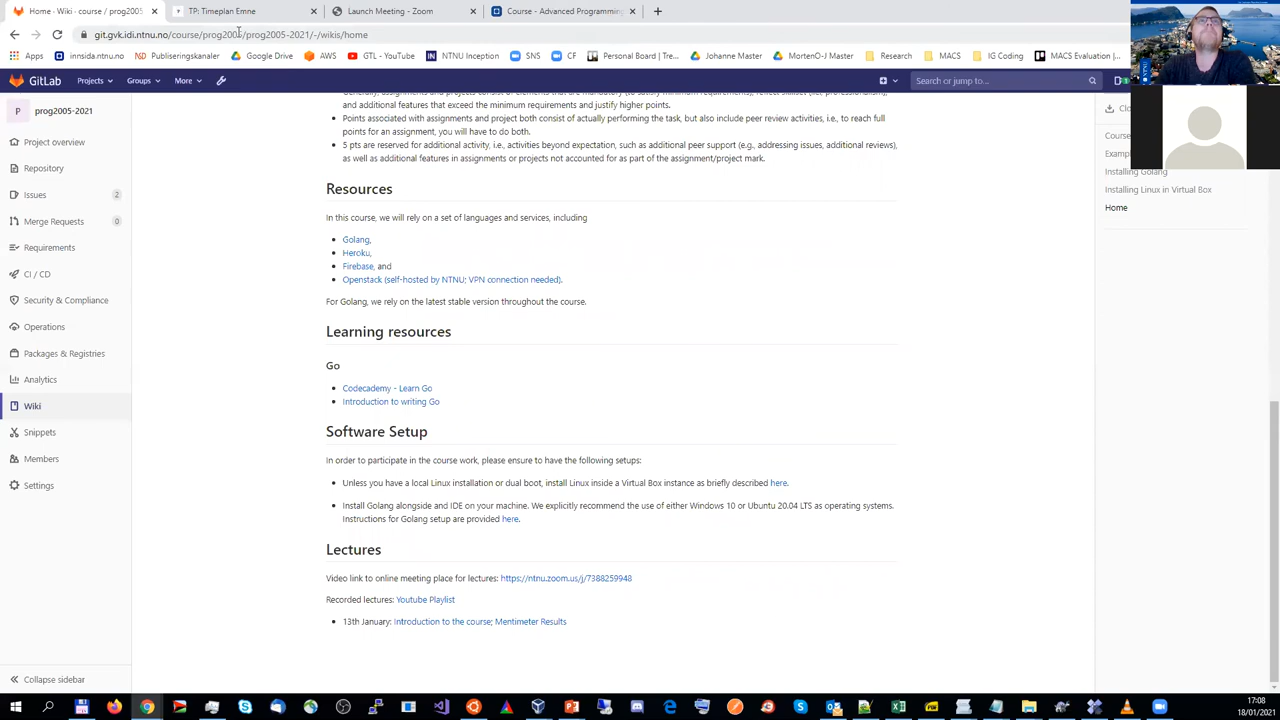 Home - Wiki - course / prog2005
TP: Timeplan Emne
Launch Meeting - Zoom
Course - Advanced Programming
git.gvk.idi.ntnu.no/course/prog2005/prog2005-2021/-/wikis/home
Apps innsida.ntnu.no Publiseringskanaler Google Drive AWS GTL - YouTube NTNU Inception SNS CF Personal Board | Tre... Johanne Master MortenO-J Master Research MACS IG Coding MACS Evaluation
GitLab Projects Groups More Search or jump to...
P prog2005-2021
Project overview
Repository
Issues 2
Merge Requests 0
Requirements
CI / CD
Security & Compliance
Operations
Packages & Registries
Analytics
Wiki
Snippets
Members
Settings
Collapse sidebar
and additional features that exceed the minimum requirements and justify higher points.
• Points associated with assignments and project both consist of actually performing the task, but also include peer review activities, i.e., to reach full
points for an assignment, you will have to do both.
• 5 pts are reserved for additional activity, i.e., activities beyond expectation, such as additional peer support (e.g., addressing issues, additional reviews),
as well as additional features in assignments or projects not accounted for as part of the assignment/project mark.
Resources
In this course, we will rely on a set of languages and services, including
• Golang,
• Heroku,
• Firebase, and
• Openstack (self-hosted by NTNU; VPN connection needed).
For Golang, we rely on the latest stable version throughout the course.
Learning resources
Go
• Codecademy - Learn Go
• Introduction to writing Go
Software Setup
In order to participate in the course work, please ensure to have the following setups:
• Unless you have a local Linux installation or dual boot, install Linux inside a Virtual Box instance as briefly described here.
• Install Golang alongside and IDE on your machine. We explicitly recommend the use of either Windows 10 or Ubuntu 20.04 LTS as operating systems.
Instructions for Golang setup are provided here.
Lectures
Video link to online meeting place for lectures: https://ntnu.zoom.us/j/7388259948
Recorded lectures: Youtube Playlist
• 13th January: Introduction to the course; Mentimeter Results
Installing Golang
Installing Linux in Virtual Box
Home
NTNU
17:08
18/01/2021